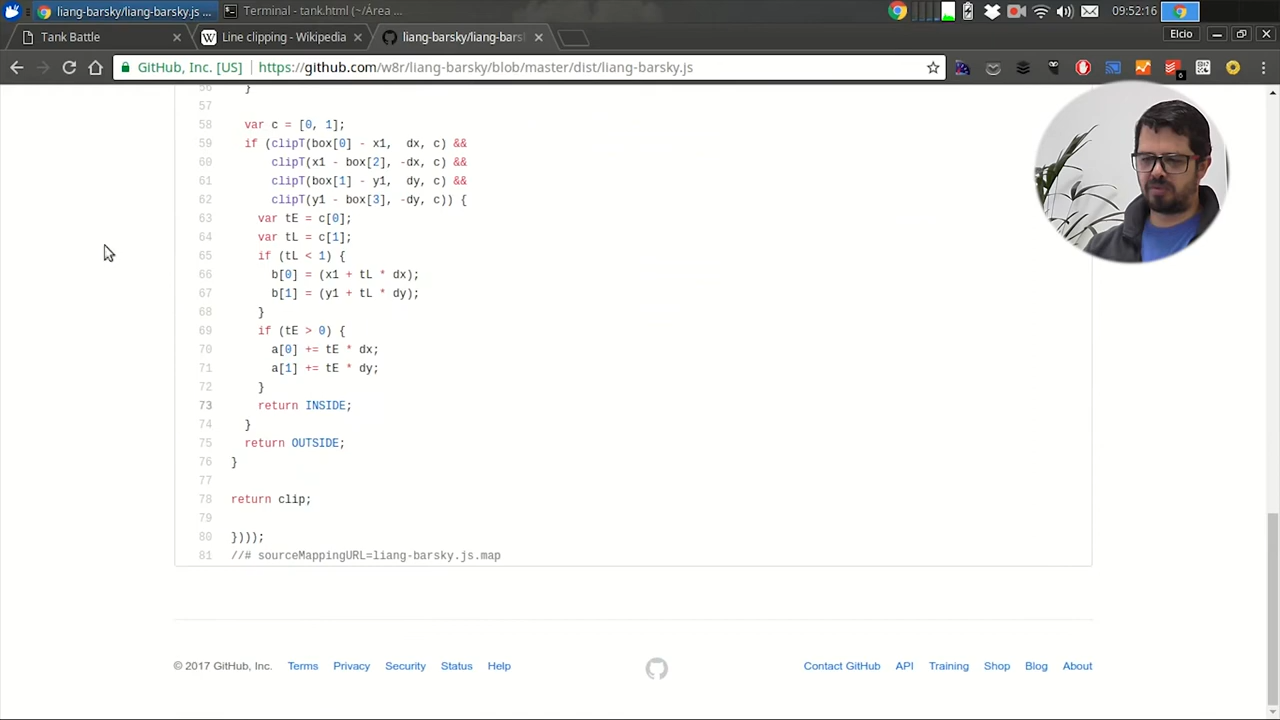 liang-barsky/liang-barsky.js ...
Terminal - tank.html (~/Área ...
09:52:16
Tank Battle
Line clipping - Wikipedia
liang-barsky/liang-bars
Elcio
GitHub, Inc. [US]
https://github.com/w8r/liang-barsky/blob/master/dist/liang-barsky.js
6
56 }
57
58 var c = [0, 1];
59 if (clipT(box[0] - x1,  dx, c) &&
60 clipT(x1 - box[2], -dx, c) &&
61 clipT(box[1] - y1,  dy, c) &&
62 clipT(y1 - box[3], -dy, c)) {
63 var tE = c[0];
64 var tL = c[1];
65 if (tL < 1) {
66 b[0] = (x1 + tL * dx);
67 b[1] = (y1 + tL * dy);
68 }
69 if (tE > 0) {
70 a[0] += tE * dx;
71 a[1] += tE * dy;
72 }
73 return INSIDE;
74 }
75 return OUTSIDE;
76 }
77
78 return clip;
79
80 })));
81 //# sourceMappingURL=liang-barsky.js.map
© 2017 GitHub, Inc.
Terms
Privacy
Security
Status
Help
Contact GitHub
API
Training
Shop
Blog
About